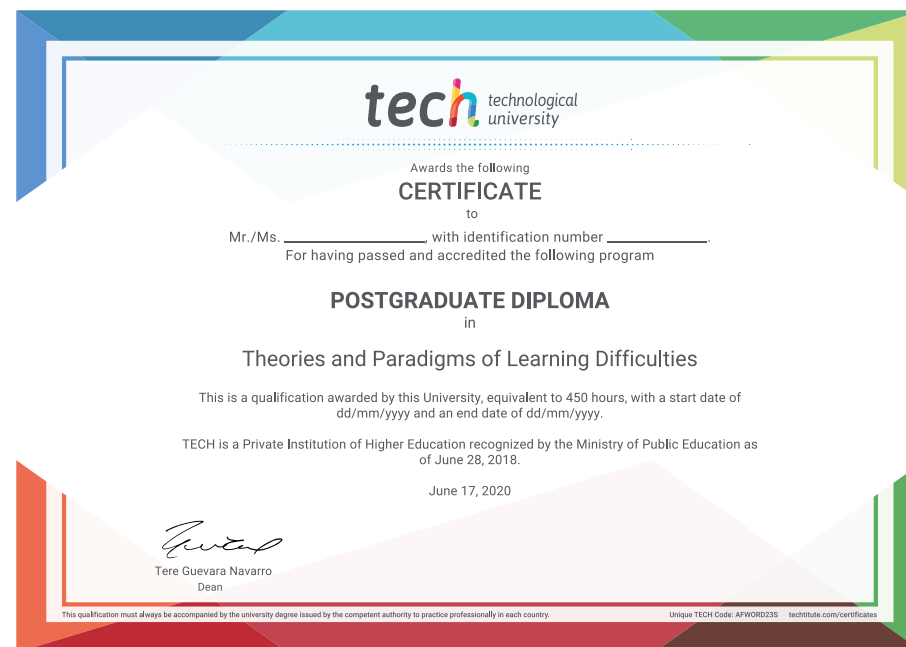 tech technological
university
Awards the following
CERTIFICATE
to
Mr./Ms. ____________________, with identification number ______________.
For having passed and accredited the following program
POSTGRADUATE DIPLOMA
in
Theories and Paradigms of Learning Difficulties
This is a qualification awarded by this University, equivalent to 450 hours, with a start date of
dd/mm/yyyy and an end date of dd/mm/yyyy.
TECH is a Private Institution of Higher Education recognized by the Ministry of Public Education as
of June 28, 2018.
June 17, 2020
Tere Guevara Navarro
Dean
This qualification must always be accompanied by the university degree issued by the competent authority to practice professionally in each country.
Unique TECH Code: AFWORD23S techtitute.com/certificates